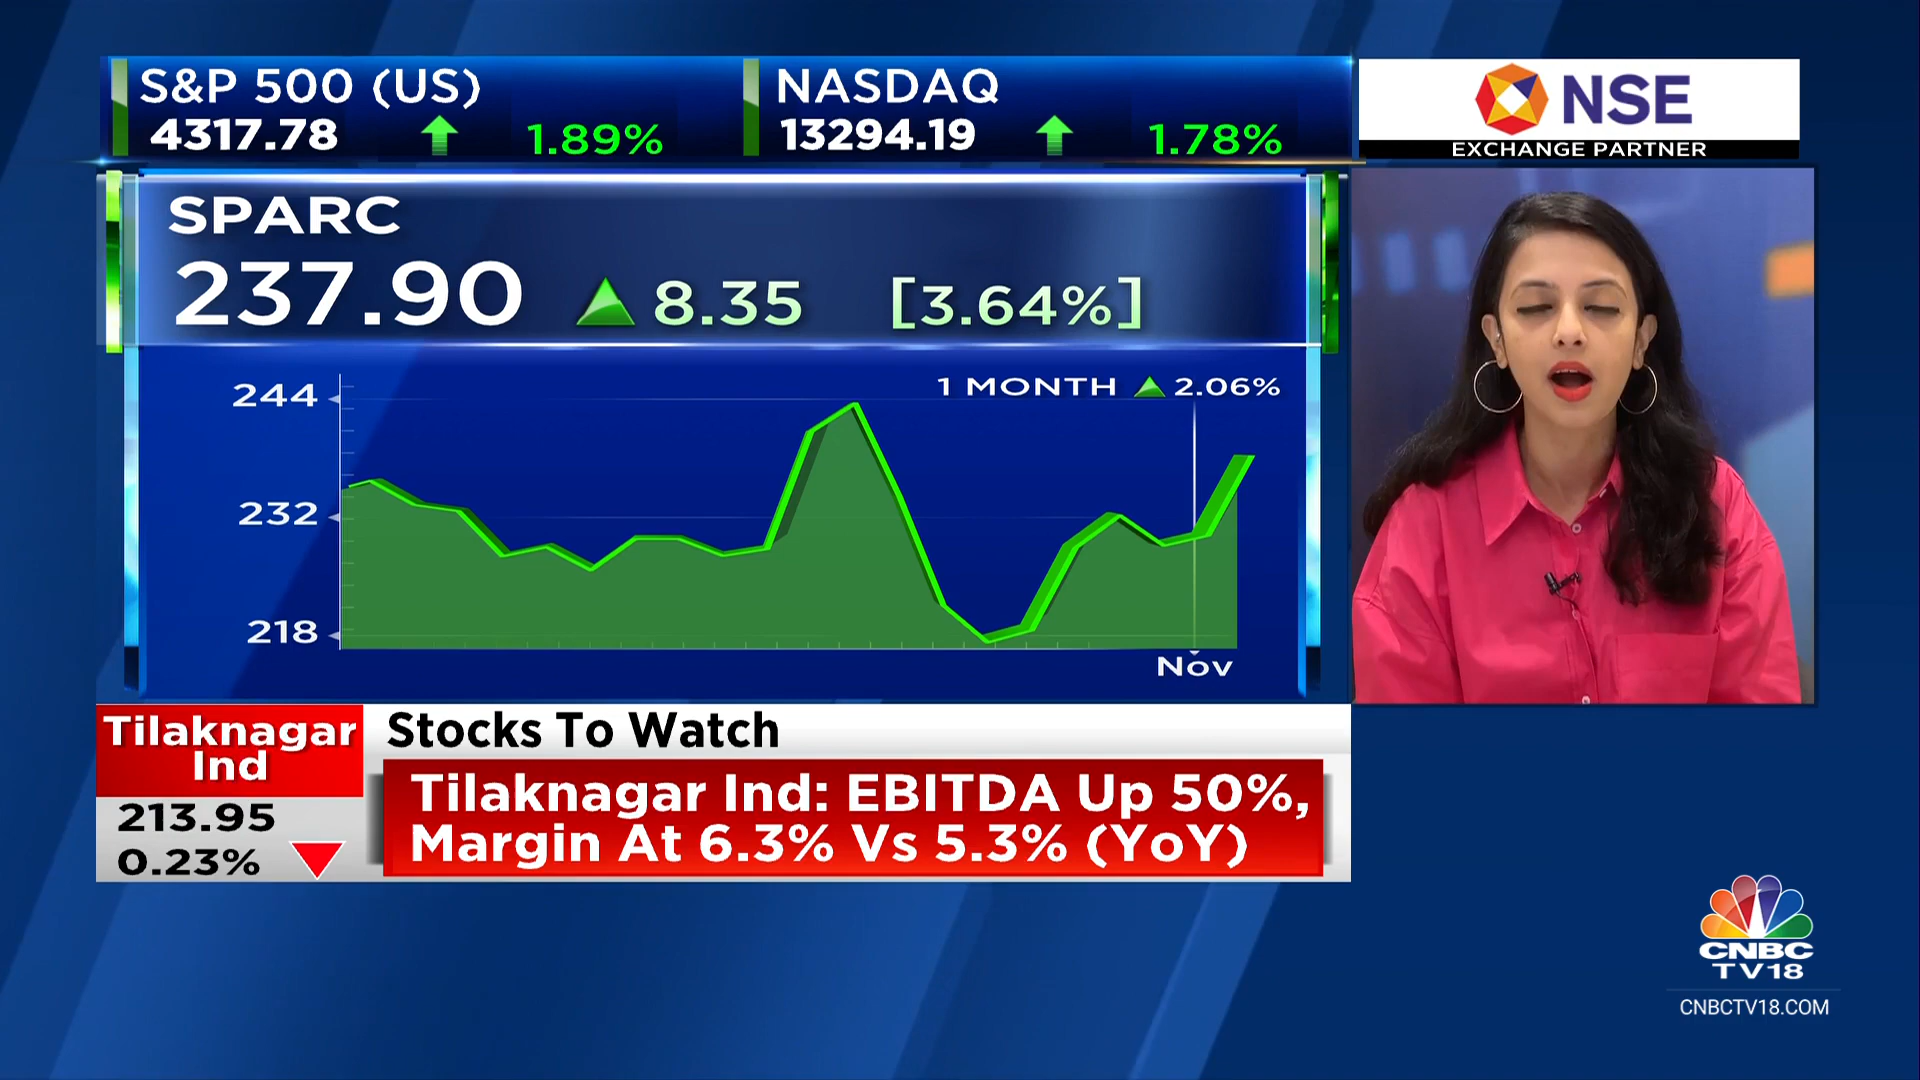 S&P 500 (US)
4317.78 1.89%
NASDAQ
13294.19 1.78%
NSE
EXCHANGE PARTNER
SPARC
237.90 8.35 [3.64%]
1 MONTH 2.06%
244
232
218
Nov
Tilaknagar
Ind
213.95
0.23%
Stocks To Watch
Tilaknagar Ind: EBITDA Up 50%,
Margin At 6.3% Vs 5.3% (YoY)
CNBC
TV18
CNBCTV18.COM